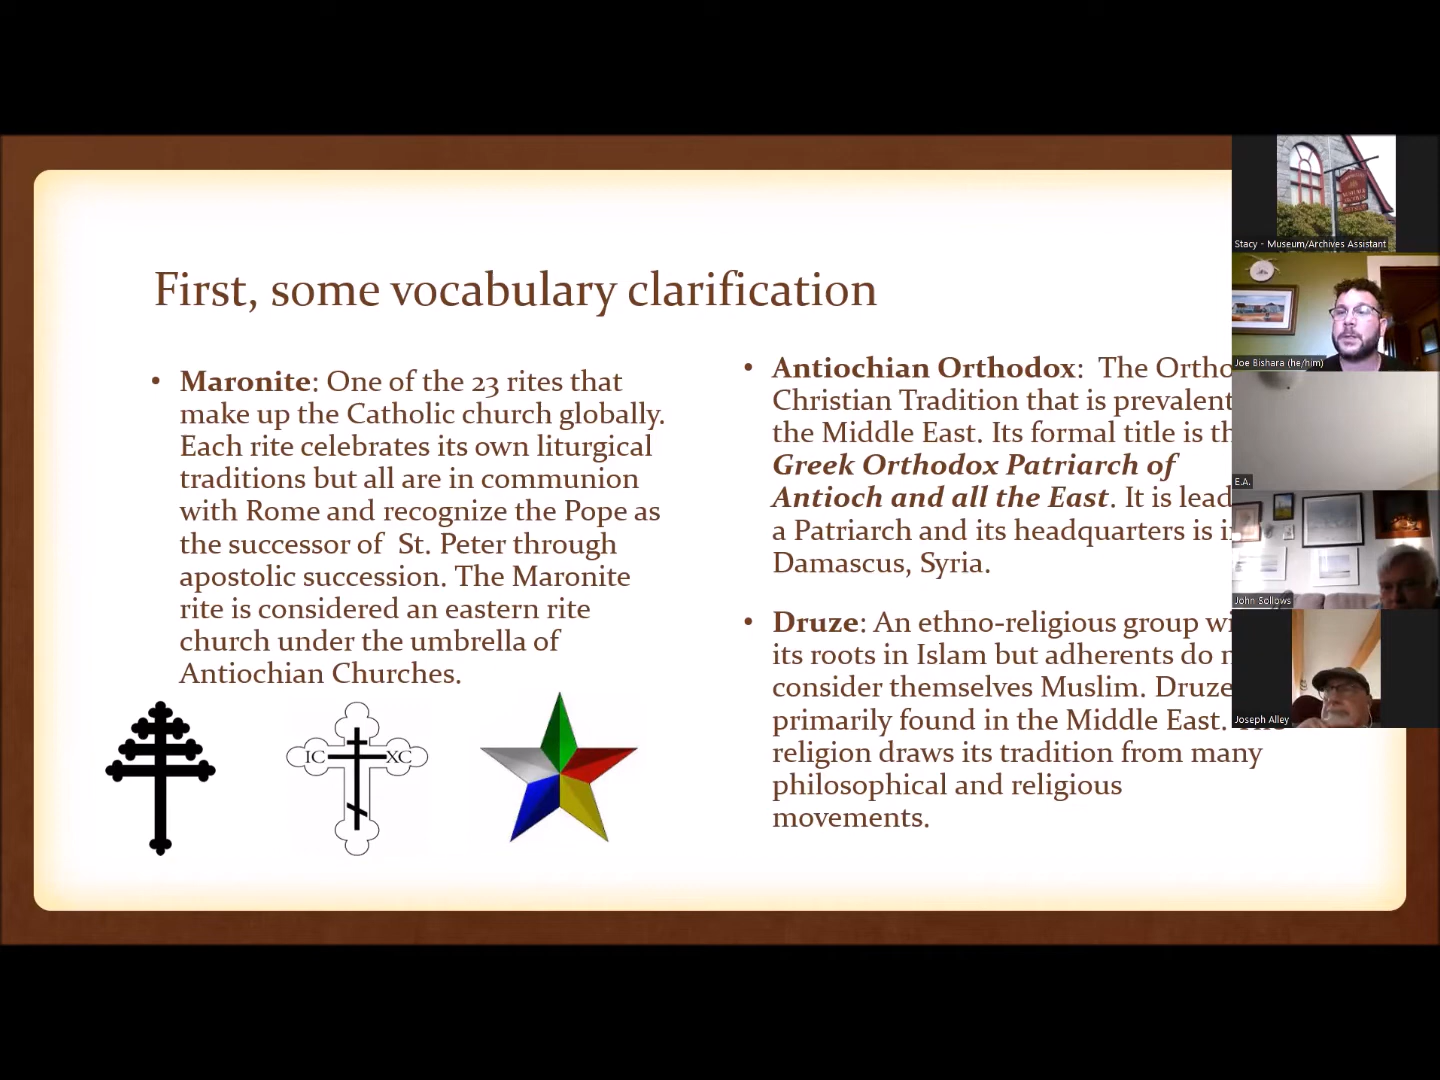 First, some vocabulary clarification
• Maronite: One of the 23 rites that
make up the Catholic church globally.
Each rite celebrates its own liturgical
traditions but all are in communion
with Rome and recognize the Pope as
the successor of St. Peter through
apostolic succession. The Maronite
rite is considered an eastern rite
church under the umbrella of
Antiochian Churches.
IC XC
• Antiochian Orthodox: The Ortho
Christian Tradition that is prevalent
the Middle East. Its formal title is th
Greek Orthodox Patriarch of
Antioch and all the East. It is lead
a Patriarch and its headquarters is i
Damascus, Syria.
• Druze: An ethno-religious group wi
its roots in Islam but adherents do n
consider themselves Muslim. Druze
primarily found in the Middle East.
religion draws its tradition from many
philosophical and religious
movements.
Stacy - Museum/Archives Assistant
Joe Bishara (he/him)
E.A.
John Sollows
Joseph Alley